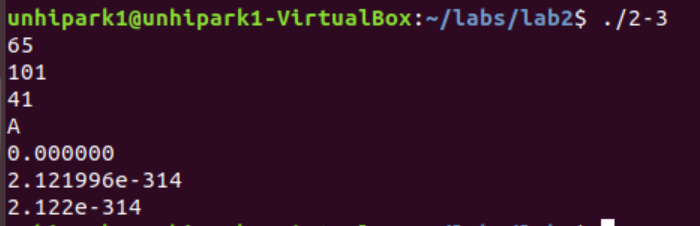 unhipark1@unhipark1-VirtualBox:~/labs/lab2$ ./2-3
65
101
41
A
0.000000
2.121996e-314
2.122e-314